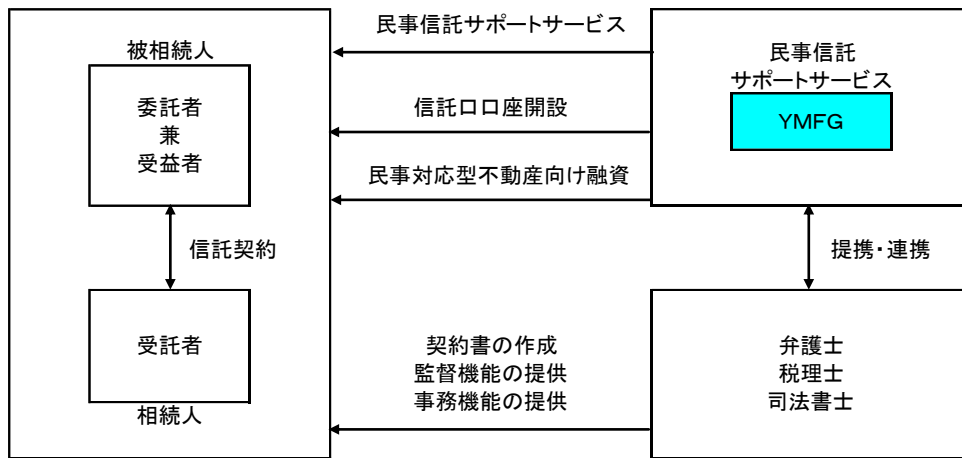 被相続人
委託者
兼
受益者
信託契約
受託者
相続人
民事信託サポートサービス
信託口口座開設
民事対応型不動産向け融資
契約書の作成
監督機能の提供
事務機能の提供
民事信託
サポートサービス
YMFG
提携・連携
弁護士
税理士
司法書士